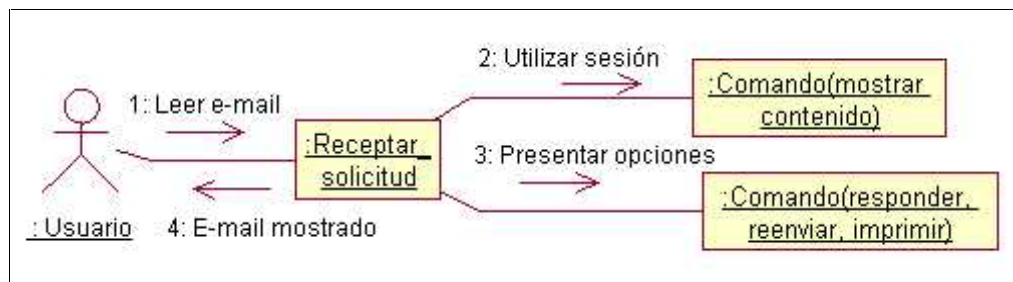 2: Utilizar sesión
:Comando(mostrar
contenido)
1: Leer e-mail
:Receptar_
solicitud
3: Presentar opciones
:Comando(responder,
reenviar, imprimir)
: Usuario
4: E-mail mostrado